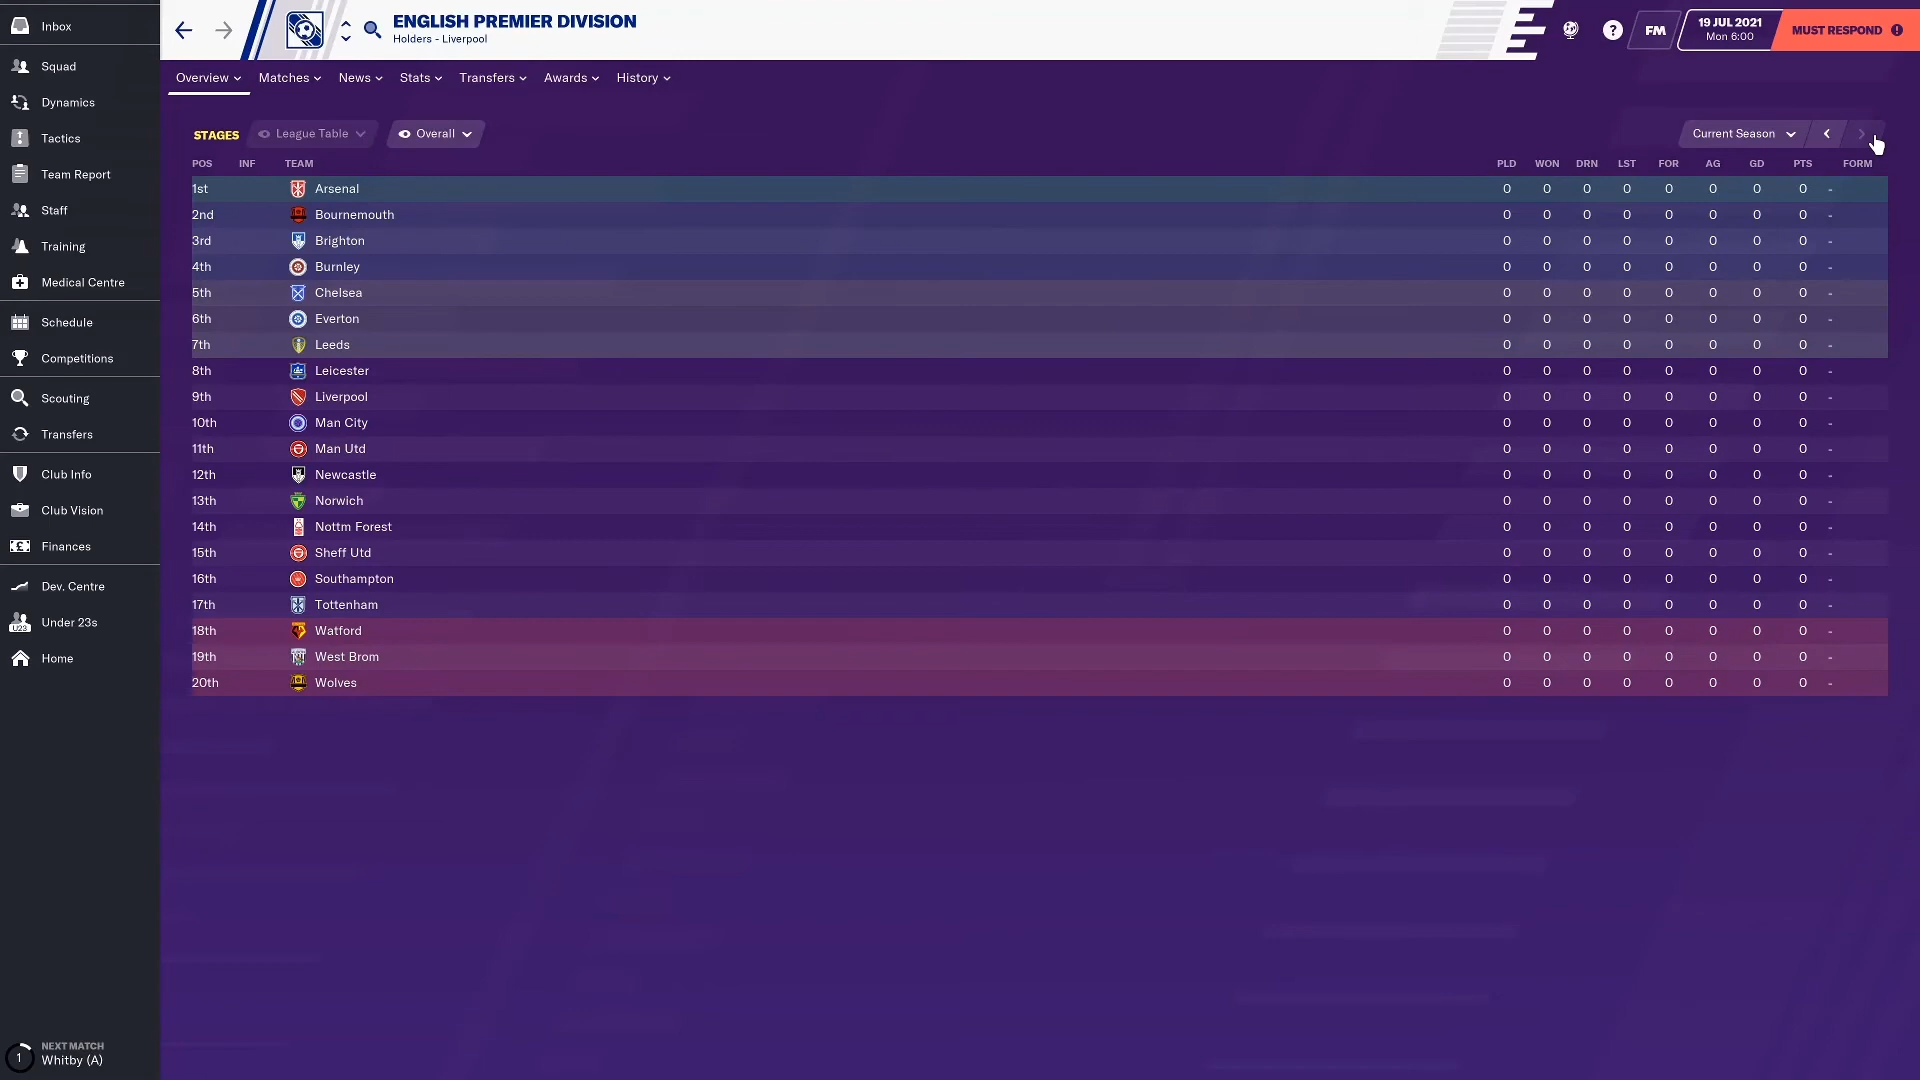 Inbox
Squad
Dynamics
Tactics
Team Report
Staff
Training
Medical Centre
Schedule
Competitions
Scouting
Transfers
Club Info
Club Vision
Finances
Dev. Centre
U23
Under 23s
Home
1
NEXT MATCH
Whitby (A)
ENGLISH PREMIER DIVISION
Holders - Liverpool
?
FM
19 JUL 2021
Mon 6:00
MUST RESPOND
Overview Matches News Stats Transfers Awards History
STAGES League Table Overall Current Season
POS INF TEAM PLD WON DRN LST FOR AG GD PTS FORM
1st Arsenal 0 0 0 0 0 0 0 0 -
2nd Bournemouth 0 0 0 0 0 0 0 0 -
3rd Brighton 0 0 0 0 0 0 0 0 -
4th Burnley 0 0 0 0 0 0 0 0 -
5th Chelsea 0 0 0 0 0 0 0 0 -
6th Everton 0 0 0 0 0 0 0 0 -
7th Leeds 0 0 0 0 0 0 0 0 -
8th Leicester 0 0 0 0 0 0 0 0 -
9th Liverpool 0 0 0 0 0 0 0 0 -
10th Man City 0 0 0 0 0 0 0 0 -
11th Man Utd 0 0 0 0 0 0 0 0 -
12th Newcastle 0 0 0 0 0 0 0 0 -
13th Norwich 0 0 0 0 0 0 0 0 -
14th Nottm Forest 0 0 0 0 0 0 0 0 -
15th Sheff Utd 0 0 0 0 0 0 0 0 -
16th Southampton 0 0 0 0 0 0 0 0 -
17th Tottenham 0 0 0 0 0 0 0 0 -
18th Watford 0 0 0 0 0 0 0 0 -
19th West Brom 0 0 0 0 0 0 0 0 -
20th Wolves 0 0 0 0 0 0 0 0 -